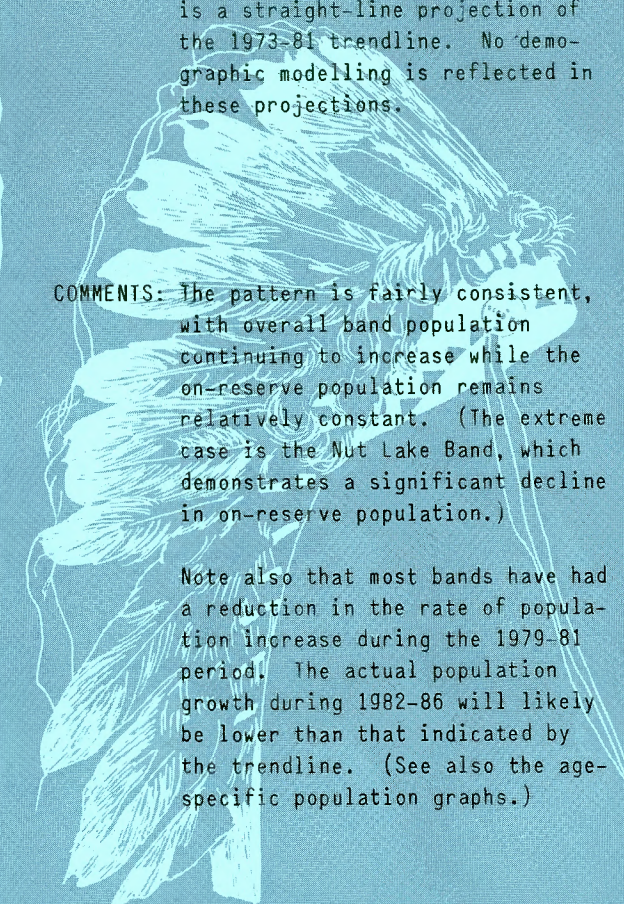 is a straight-line projection of
the 1973-81 trendline.  No demo-
graphic modelling is reflected in
these projections.
COMMENTS: The pattern is fairly consistent,
with overall band population
continuing to increase while the
on-reserve population remains
relatively constant.  (The extreme
case is the Nut Lake Band, which
demonstrates a significant decline
in on-reserve population.)
Note also that most bands have had
a reduction in the rate of popula-
tion increase during the 1979-81
period.  The actual population
growth during 1982-86 will likely
be lower than that indicated by
the trendline.  (See also the age-
specific population graphs.)